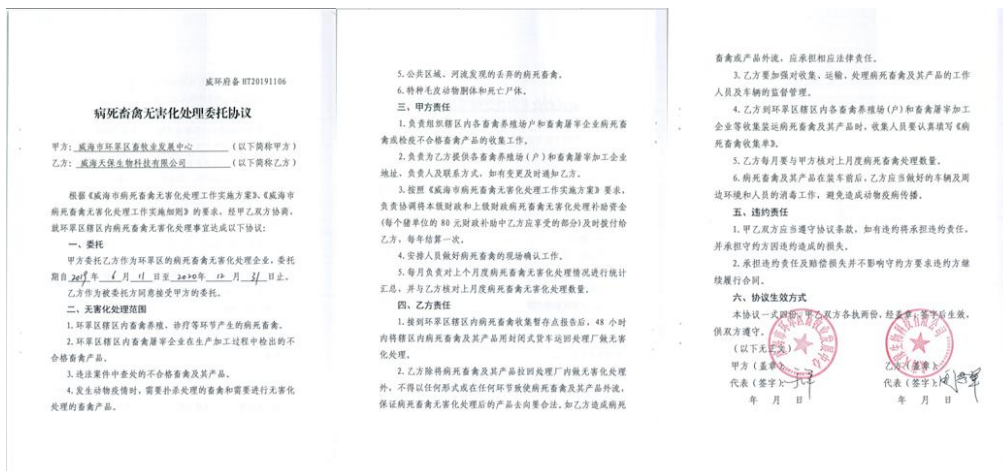 威环府备 HT20191106
病死畜禽无害化处理委托协议
甲方：威海市环翠区畜牧业发展中心（以下简称甲方）
乙方：威海天保生物科技有限公司（以下简称乙方）
根据《威海市病死畜禽无害化处理工作实施方案》、《威海市
病死畜禽无害化处理工作实施细则》的要求，经甲乙双方协商，
就环翠区辖区内病死畜禽无害化处理事宜达成以下协议：
一、委托
甲方委托乙方作为环翠区的病死畜禽无害化处理企业，委托
期自2019年 6 月 11 日至 2020年 12 月 31 日止。
乙方作为被委托方同意接受甲方的委托。
二、无害化处理范围
1.环翠区辖区内畜禽养殖、诊疗等环节产生的病死畜禽。
2.环翠区辖区内畜禽屠宰企业在生产加工过程中检出的不
合格畜禽产品。
3.违法案件中查处的不合格畜禽及其产品。
4.发生动物疫情时，需要扑杀处理的畜禽和需要进行无害化
处理的畜禽产品。
5.公共区域、河流发现的丢弃的病死畜禽。
6.特种毛皮动物胴体和死亡尸体。
三、甲方责任
1.负责组织辖区内各畜禽养殖场户和畜禽屠宰企业病死畜
禽或检疫不合格畜禽产品的收集工作。
2.负责为乙方提供各畜禽养殖场（户）和畜禽屠宰加工企业
地址、负责人及联系方式，如有变更及时通知乙方。
3.按照《威海市病死畜禽无害化处理工作实施方案》要求，
负责协调将本级财政和上级财政病死畜禽无害化处理补助资金
(每个猪单位的 80 元财政补助中乙方应享受的部分)及时拨付给
乙方，每年结算一次。
4.安排人员做好病死畜禽的现场确认工作。
5.每月负责对上个月度病死畜禽无害化处理情况进行统计
汇总，并与乙方核对上月度病死畜禽无害化处理数量。
四、乙方责任
1.接到环翠区辖区内病死畜禽收集暂存点报告后，48 小时
内将辖区内病死畜禽及其产品用封闭式货车运回处理厂做无害
化处理。
2.乙方除将病死畜禽及其产品拉回处理厂内做无害化处理
外，不得以任何形式或在任何环节致使病死畜禽及其产品外流，
保证病死畜禽无害化处理后的产品去向要合法。如乙方造成病死
畜禽或产品外流，应承担相应法律责任。
3.乙方要加强对收集、运输、处理病死畜禽及其产品的工作
人员及车辆的监督管理。
4.乙方到环翠区辖区内各畜禽养殖场(户)和畜禽屠宰加工
企业等收集装运病死畜禽及其产品时，收集人员要认真填写《病
死畜禽收集单》。
5.乙方每月要与甲方核对上月度病死畜禽处理数量。
6.病死畜禽及其产品在装车前后，乙方应当做好的车辆及周
边环境和人员的消毒工作，避免造成动物疫病传播。
五、违约责任
1.甲乙双方应当遵守协议条款，如有违约将承担违约责任，
并承担守约方因违约造成的损失。
2.承担违约责任及赔偿损失并不影响守约方要求违约方继
续履行合同。
六、协议生效方式
本协议一式四份，甲乙双方各执两份，经盖章、签字后生效，
供双方遵守。
（以下无正文）
甲方（盖章）： 乙方（盖章）：
代表（签字）： 代表（签字）：
年 月 日 年 月 日